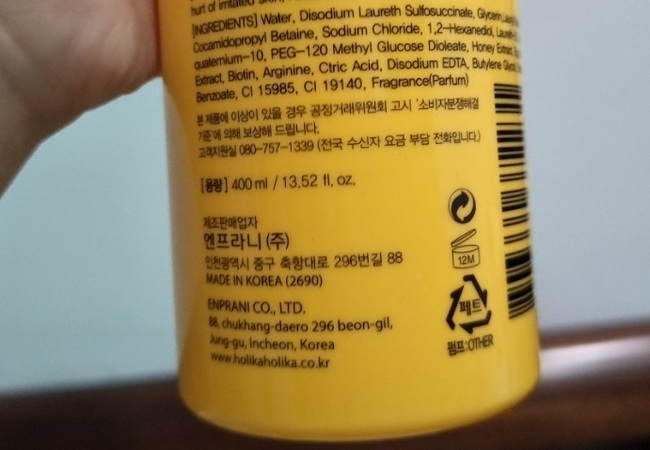 hurt of irritated skin,
[INGREDIENTS] Water, Disodium Laureth Sulfosuccinate, Glycerin,
Cocamidopropyl Betaine, Sodium Chloride, 1,2-Hexanediol,
quaternium-10, PEG-120 Methyl Glucose Dioleate, Honey Extract,
Extract, Biotin, Arginine, Ctric Acid, Disodium EDTA, Butylene Glycol,
Benzoate, CI 15985, CI 19140, Fragrance(Parfum)
본 제품에 이상이 있을 경우 공정거래위원회 고시 '소비자분쟁해결
기준'에 의해 보상해 드립니다.
고객지원실 080-757-1339 (전국 수신자 요금 부담 전화입니다.)
[용량] 400 ml / 13.52 fl. oz.
제조판매업자
엔프라니 (주)
인천광역시 중구 축항대로 296번길 88
MADE IN KOREA (2690)
ENPRANI CO., LTD.
88, chukhang-daero 296 beon-gil,
Jung-gu, Incheon, Korea
www.holikaholika.co.kr
12M
페트
펌프:OTHER